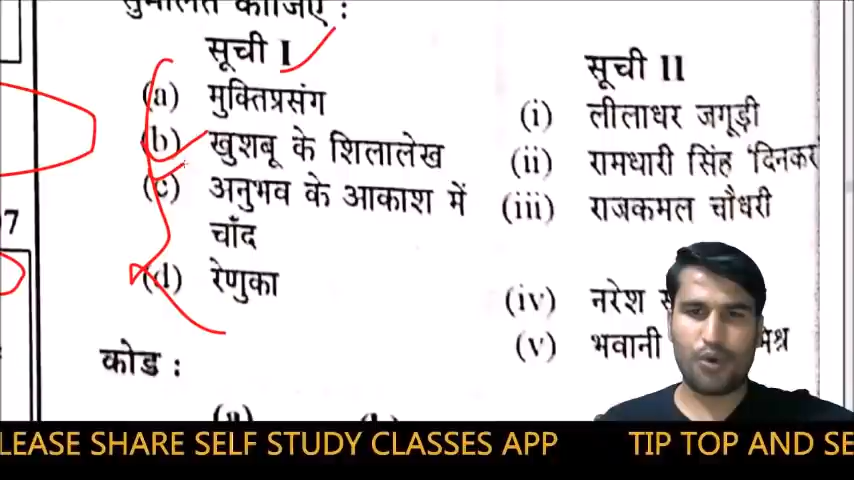 सुमेलित कीजिए :
सूची I
सूची II
(a) मुक्तिप्रसंग
(i) लीलाधर जगूड़ी
(b) खुशबू के शिलालेख
(ii) रामधारी सिंह 'दिनकर'
(c) अनुभव के आकाश में
(iii) राजकमल चौधरी
चाँद
(d) रेणुका
(iv) नरेश
(v) भवानी
कोड :
(a)
LEASE SHARE SELF STUDY CLASSES APP TIP TOP AND SE